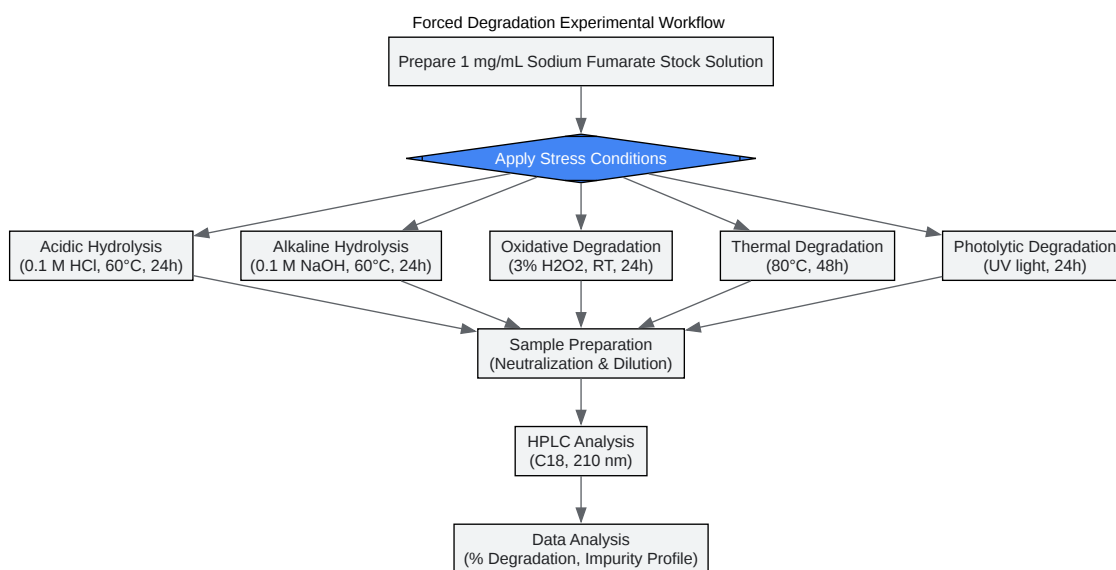 Forced Degradation Experimental Workflow
Prepare 1 mg/mL Sodium Fumarate Stock Solution
Apply Stress Conditions
Acidic Hydrolysis
(0.1 M HCl, 60°C, 24h)
Alkaline Hydrolysis
(0.1 M NaOH, 60°C, 24h)
Oxidative Degradation
(3% H2O2, RT, 24h)
Thermal Degradation
(80°C, 48h)
Photolytic Degradation
(UV light, 24h)
Sample Preparation
(Neutralization & Dilution)
HPLC Analysis
(C18, 210 nm)
Data Analysis
(% Degradation, Impurity Profile)